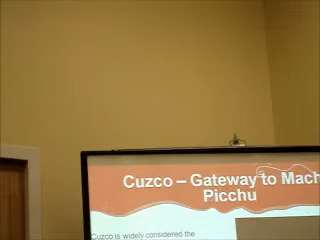 Cuzco – Gateway to Mach
Picchu
Cuzco is widely considered the